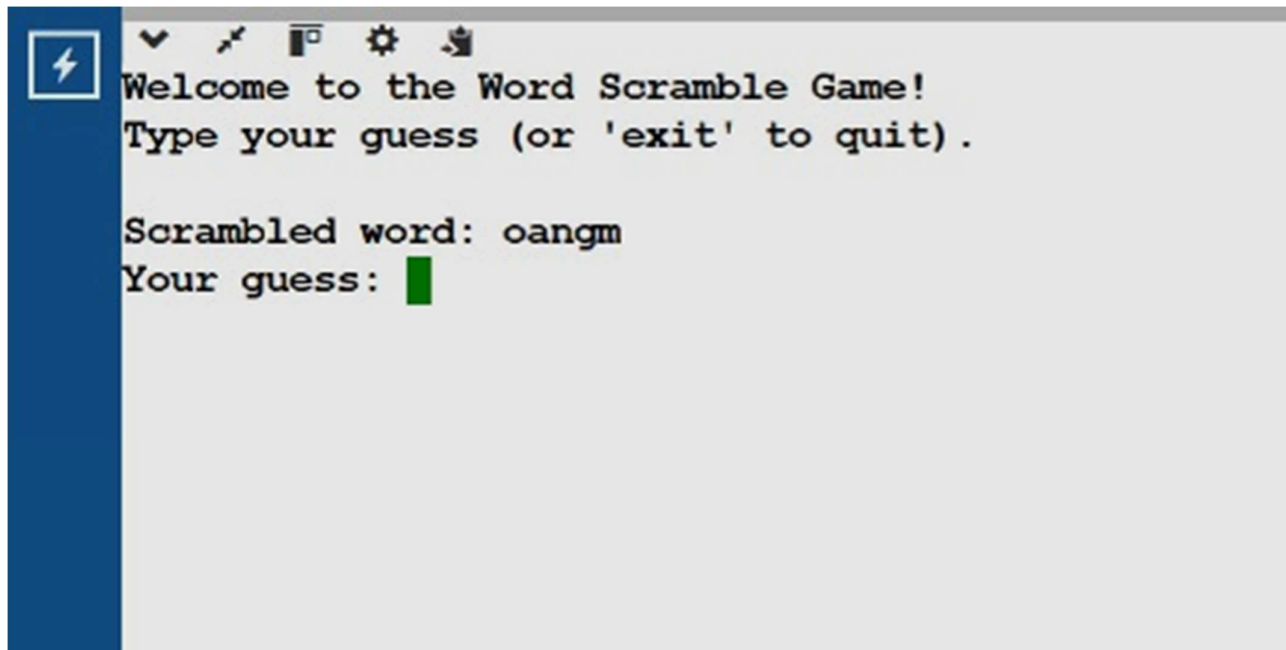 Welcome to the Word Scramble Game!
Type your guess (or 'exit' to quit).
Scrambled word: oangm
Your guess: